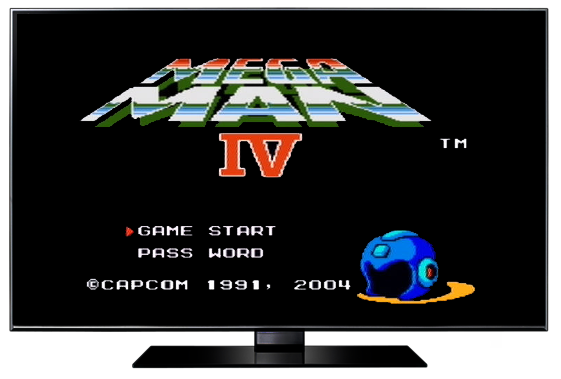 MEGA
MAN
IV
TM
GAME START
PASS WORD
©CAPCOM 1991, 2004